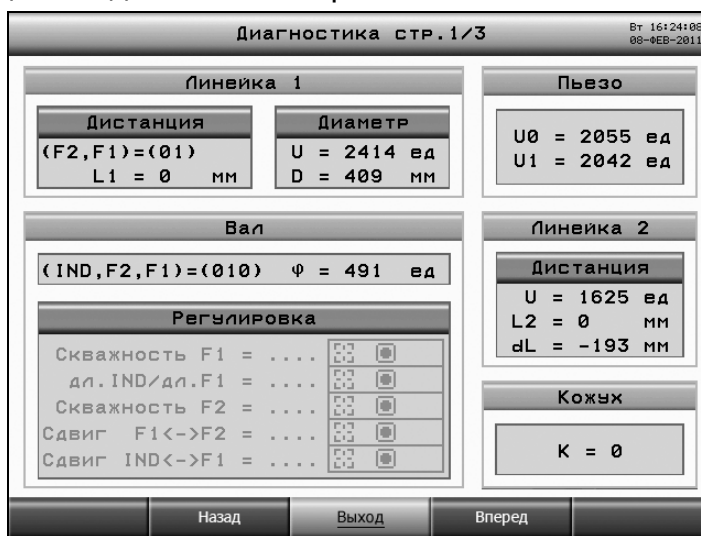 Диагностика стр.1/3
Вт 16:24:08
08-ФЕВ-2011
Линейка 1
Дистанция
(F2,F1)=(01)
L1 = 0 мм
Диаметр
U = 2414 ед
D = 409 мм
Пьезо
U0 = 2055 ед
U1 = 2042 ед
Вал
(IND,F2,F1)=(010) φ = 491 ед
Регулировка
Скважность F1 = ....
дл.IND/дл.F1 = ....
Скважность F2 = ....
Сдвиг F1<->F2 = ....
Сдвиг IND<->F1 = ....
Линейка 2
Дистанция
U = 1625 ед
L2 = 0 мм
dL = -193 мм
Кожух
K = 0
Назад
Выход
Вперед